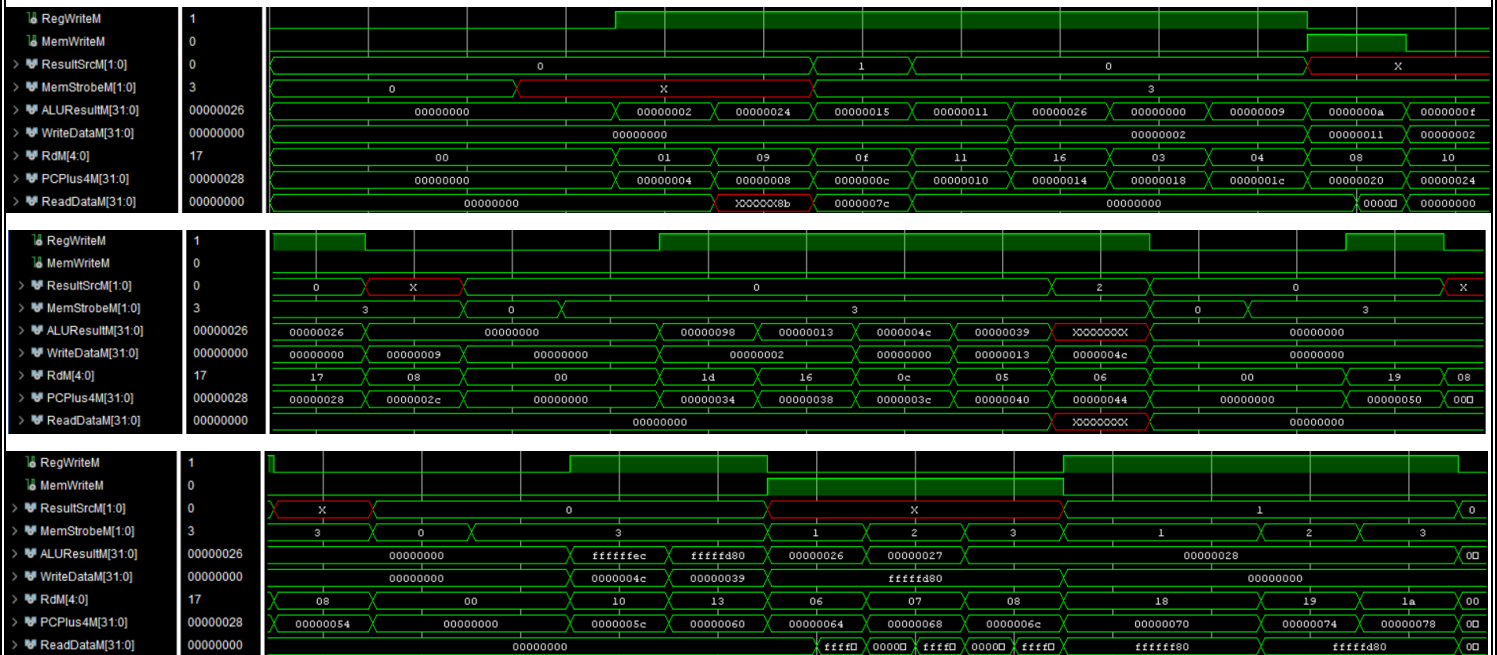 RegWriteM 1
MemWriteM 0
ResultSrcM[1:0] 0 0 1 0 X
MemStrobeM[1:0] 3 0 X 3
ALUResultM[31:0] 00000026 00000000 00000002 00000024 00000015 00000011 00000026 00000000 00000009 0000000a 0000000f
WriteDataM[31:0] 00000000 00000000 00000002 00000011 00000002
RdM[4:0] 17 00 01 09 0f 11 16 03 04 08 10
PCPlus4M[31:0] 00000028 00000000 00000004 00000008 0000000c 00000010 00000014 00000018 0000001c 00000020 00000024
ReadDataM[31:0] 00000000 00000000 XXXXXX8b 0000007c 00000000 0000 00000000
RegWriteM 1
MemWriteM 0
ResultSrcM[1:0] 0 0 X 0 2 0 X
MemStrobeM[1:0] 3 3 0 3 0 3
ALUResultM[31:0] 00000026 00000026 00000000 00000098 00000013 0000004c 00000039 XXXXXXXX 00000000
WriteDataM[31:0] 00000000 00000000 00000009 00000000 00000002 00000000 00000013 0000004c 00000000
RdM[4:0] 17 17 08 00 1d 16 0c 05 06 00 19 08
PCPlus4M[31:0] 00000028 00000028 0000002c 00000000 00000034 00000038 0000003c 00000040 00000044 00000000 00000050 00
ReadDataM[31:0] 00000000 00000000 XXXXXXXX 00000000
RegWriteM 1
MemWriteM 0
ResultSrcM[1:0] 0 X 0 X 1 0
MemStrobeM[1:0] 3 3 0 3 1 2 3 1 2 3
ALUResultM[31:0] 00000026 00000000 ffffffec fffffd80 00000026 00000027 00000028 0
WriteDataM[31:0] 00000000 00000000 0000004c 00000039 fffffd80 00000000
RdM[4:0] 17 08 00 10 13 06 07 08 18 19 1a 00
PCPlus4M[31:0] 00000028 00000054 00000000 0000005c 00000060 00000064 00000068 0000006c 00000070 00000074 00000078 0
ReadDataM[31:0] 00000000 00000000 ffff 0000 ffff 0000 ffff ffffff80 fffffd80 0